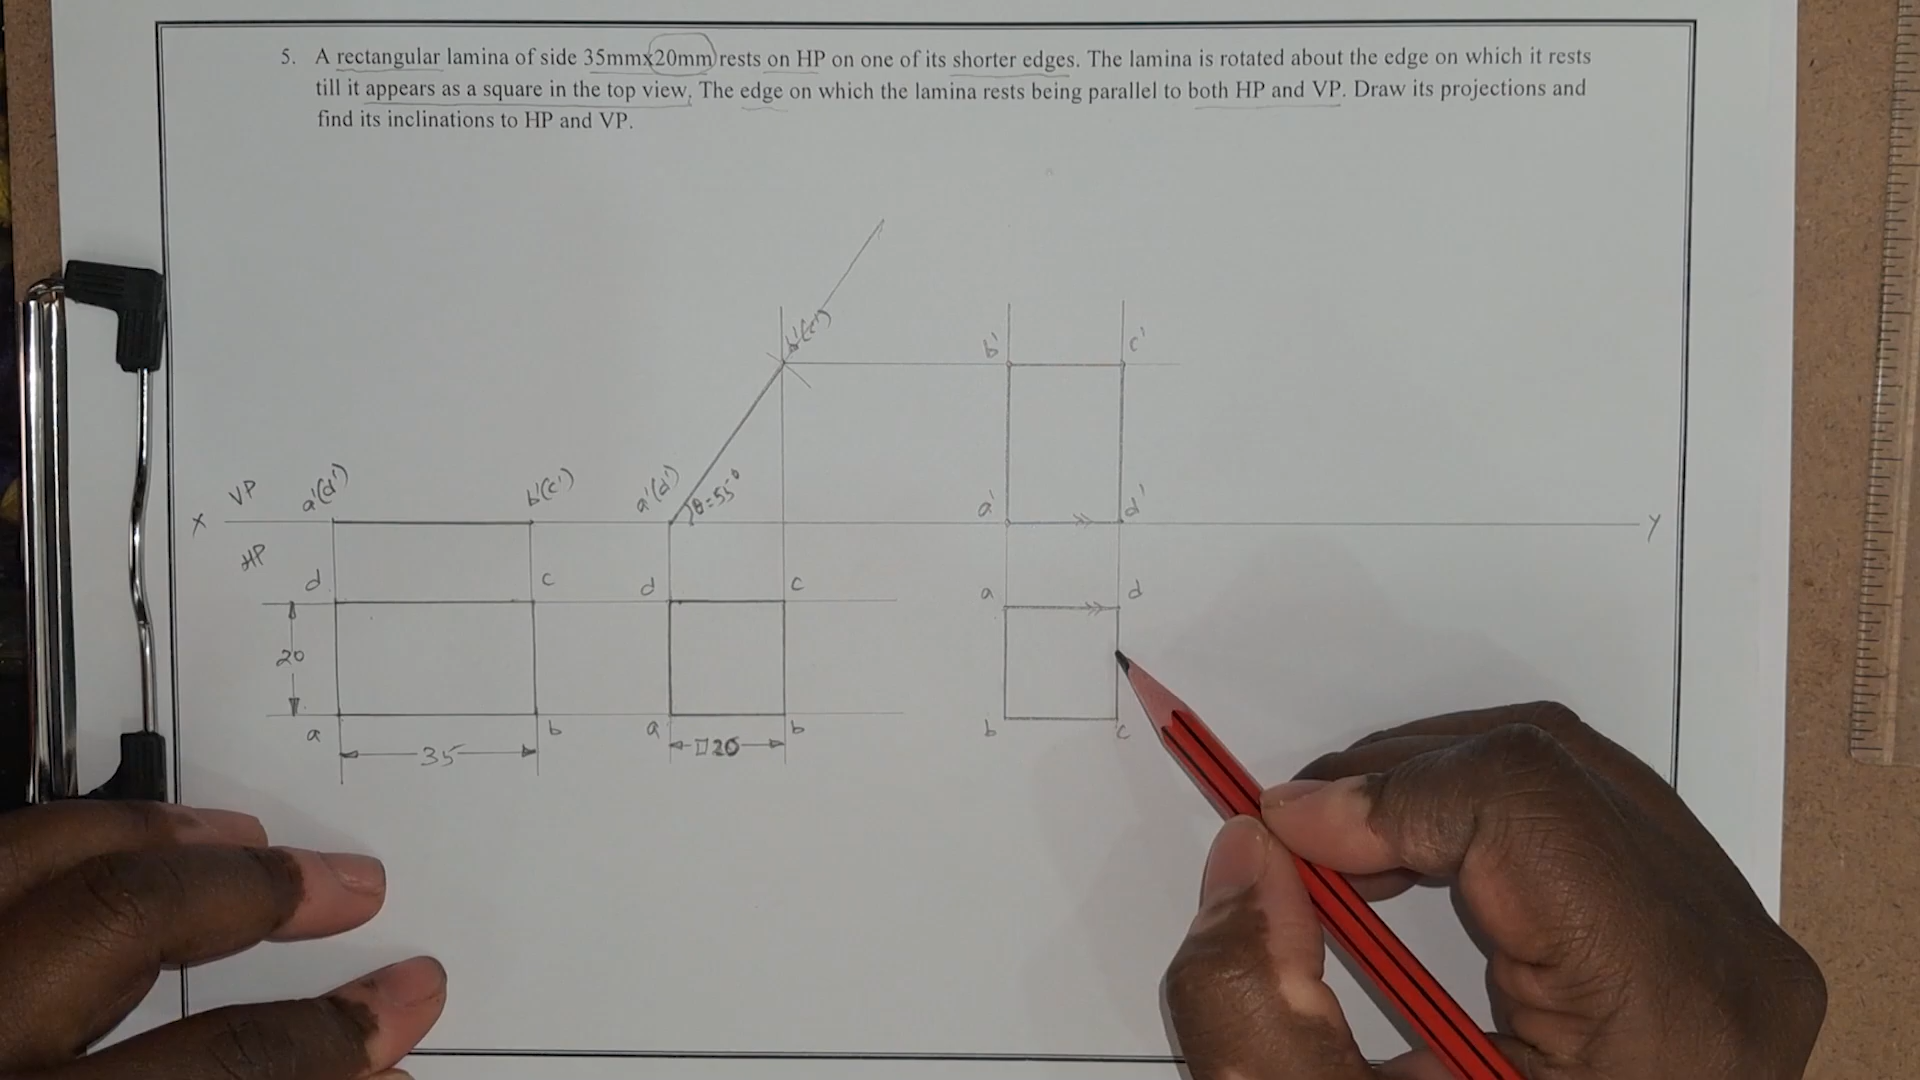 5. A rectangular lamina of side 35mmx20mm rests on HP on one of its shorter edges. The lamina is rotated about the edge on which it rests
till it appears as a square in the top view. The edge on which the lamina rests being parallel to both HP and VP. Draw its projections and
find its inclinations to HP and VP.
b'(c')
b' c'
VP a'(d') b'(c') a'(d') θ=55° a' d'
X Y
HP
d c d c a d
20
a b a b b c
35 □20